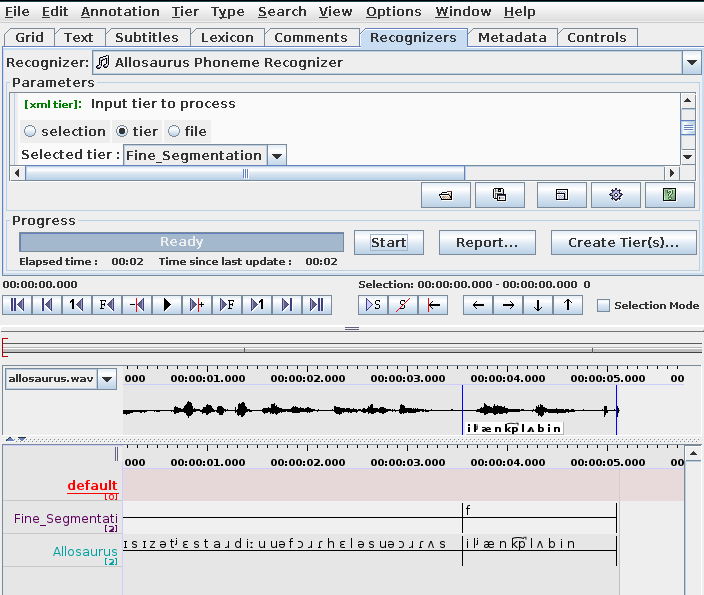 File Edit Annotation Tier Type Search View Options Window Help
Grid Text Subtitles Lexicon Comments Recognizers Metadata Controls
Recognizer: Allosaurus Phoneme Recognizer
Parameters
[xml tier]: Input tier to process
selection tier file
Selected tier : Fine_Segmentation
Progress
Ready Start Report... Create Tier(s)...
Elapsed time : 00:02 Time since last update : 00:02
00:00:00.000 Selection: 00:00:00.000 - 00:00:00.000 0
1 F F 1 S S Selection Mode
allosaurus.wav 000 00:00:01.000 00:00:02.000 00:00:03.000 00:00:04.000 00:00:05.000 00
i lʲ æ n k͡p̚ l ʌ b i n
000 00:00:01.000 00:00:02.000 00:00:03.000 00:00:04.000 00:00:05.000 00
default
[0]
Fine_Segmentati f
[2]
Allosaurus ɪ s ɪ z ə tʲ ɛ s t a ɹ d iː u uə f ɔ ɹ ɾ h ɛ l ə s uə ɔ ɹ ɾ ʌ s i lʲ æ n k͡p̚ l ʌ b i n
[2]